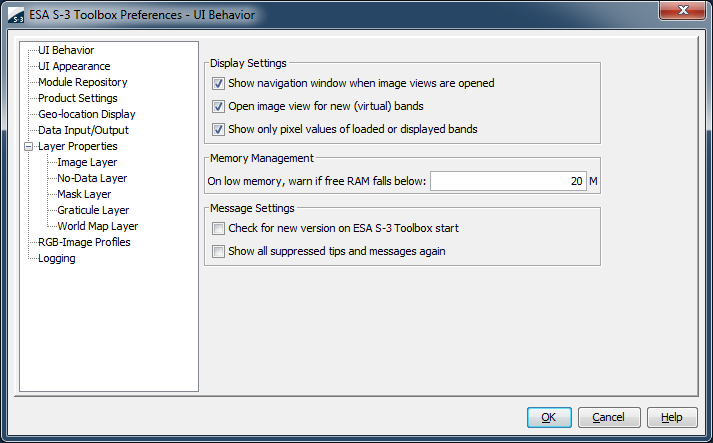 S-3 ESA S-3 Toolbox Preferences - UI Behavior
UI Behavior
UI Appearance
Module Repository
Product Settings
Geo-location Display
Data Input/Output
Layer Properties
Image Layer
No-Data Layer
Mask Layer
Graticule Layer
World Map Layer
RGB-Image Profiles
Logging
Display Settings
Show navigation window when image views are opened
Open image view for new (virtual) bands
Show only pixel values of loaded or displayed bands
Memory Management
On low memory, warn if free RAM falls below: 20 M
Message Settings
Check for new version on ESA S-3 Toolbox start
Show all suppressed tips and messages again
OK Cancel Help